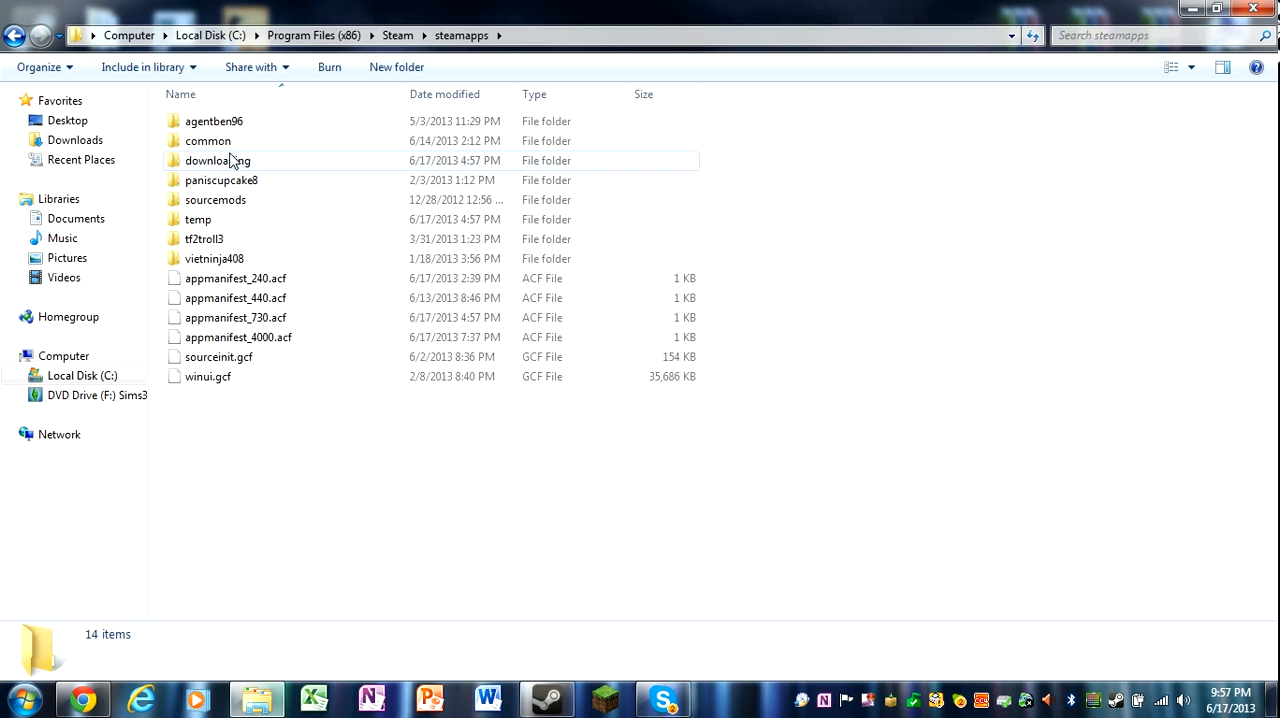 Computer Local Disk (C:) Program Files (x86) Steam steamapps Search steamapps
Organize Include in library Share with Burn New folder
Name Date modified Type Size
Favorites
Desktop
Downloads
Recent Places
Libraries
Documents
Music
Pictures
Videos
Homegroup
Computer
Local Disk (C:)
DVD Drive (F:) Sims3
Network
agentben96 5/3/2013 11:29 PM File folder
common 6/14/2013 2:12 PM File folder
downloading 6/17/2013 4:57 PM File folder
paniscupcake8 2/3/2013 1:12 PM File folder
sourcemods 12/28/2012 12:56 ... File folder
temp 6/17/2013 4:57 PM File folder
tf2troll3 3/31/2013 1:23 PM File folder
vietninja408 1/18/2013 3:56 PM File folder
appmanifest_240.acf 6/17/2013 2:39 PM ACF File 1 KB
appmanifest_440.acf 6/13/2013 8:46 PM ACF File 1 KB
appmanifest_730.acf 6/17/2013 4:57 PM ACF File 1 KB
appmanifest_4000.acf 6/17/2013 7:37 PM ACF File 1 KB
sourceinit.gcf 6/2/2013 8:36 PM GCF File 154 KB
winui.gcf 2/8/2013 8:40 PM GCF File 35,686 KB
14 items
9:57 PM
6/17/2013